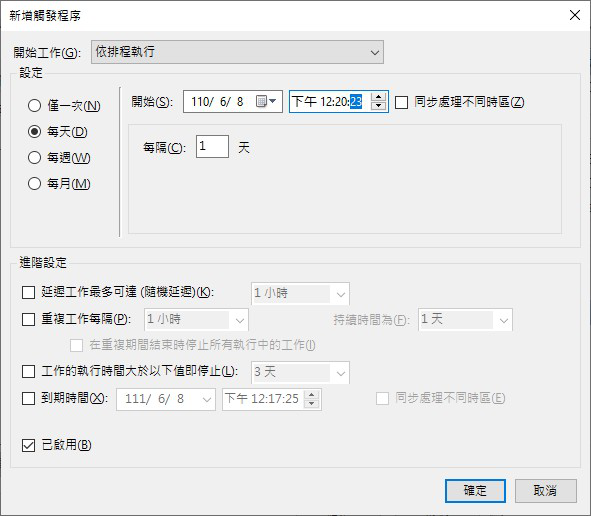 新增觸發程序
開始工作(G): 依排程執行
設定
僅一次(N)
每天(D)
每週(W)
每月(M)
開始(S): 110/ 6/ 8 下午 12:20:23 同步處理不同時區(Z)
每隔(C): 1 天
進階設定
延遲工作最多可達 (隨機延遲)(K): 1 小時
重複工作每隔(P): 1 小時 持續時間為(F): 1 天
在重複期間結束時停止所有執行中的工作(I)
工作的執行時間大於以下值即停止(L): 3 天
到期時間(X): 111/ 6/ 8 下午 12:17:25 同步處理不同時區(E)
已啟用(B)
確定 取消